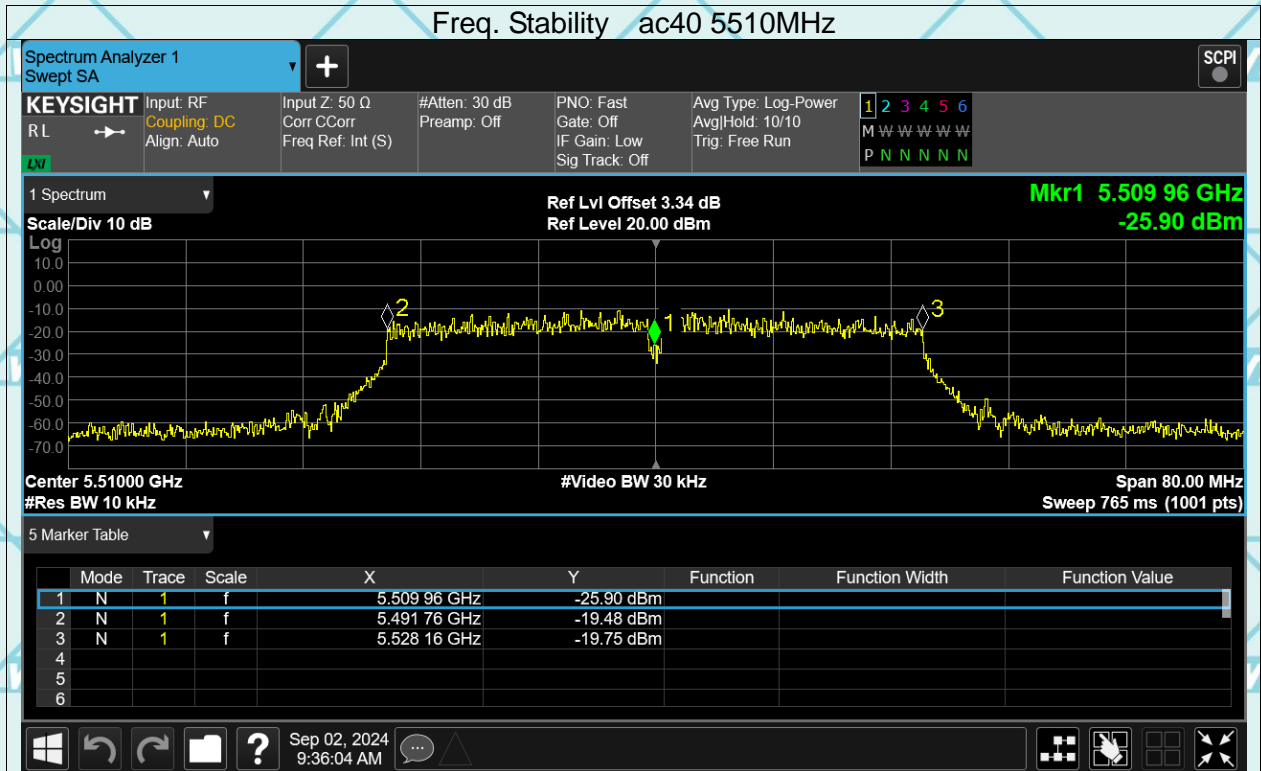 Freq. Stability ac40 5510MHz
Spectrum Analyzer 1
Swept SA
+
SCPI
KEYSIGHT
R L
LXI
Input: RF
Coupling: DC
Align: Auto
Input Z: 50 Ω
Corr CCorr
Freq Ref: Int (S)
#Atten: 30 dB
Preamp: Off
PNO: Fast
Gate: Off
IF Gain: Low
Sig Track: Off
Avg Type: Log-Power
Avg|Hold: 10/10
Trig: Free Run
1 2 3 4 5 6
M W W W W W
P N N N N N
1 Spectrum
Scale/Div 10 dB
Ref Lvl Offset 3.34 dB
Ref Level 20.00 dBm
Mkr1 5.509 96 GHz
-25.90 dBm
Log
10.0
0.00
-10.0
-20.0
-30.0
-40.0
-50.0
-60.0
-70.0
2
1
3
Center 5.51000 GHz
#Res BW 10 kHz
#Video BW 30 kHz
Span 80.00 MHz
Sweep 765 ms (1001 pts)
5 Marker Table
Mode Trace Scale X Y Function Function Width Function Value
1 N 1 f 5.509 96 GHz -25.90 dBm
2 N 1 f 5.491 76 GHz -19.48 dBm
3 N 1 f 5.528 16 GHz -19.75 dBm
4
5
6
?
Sep 02, 2024
9:36:04 AM